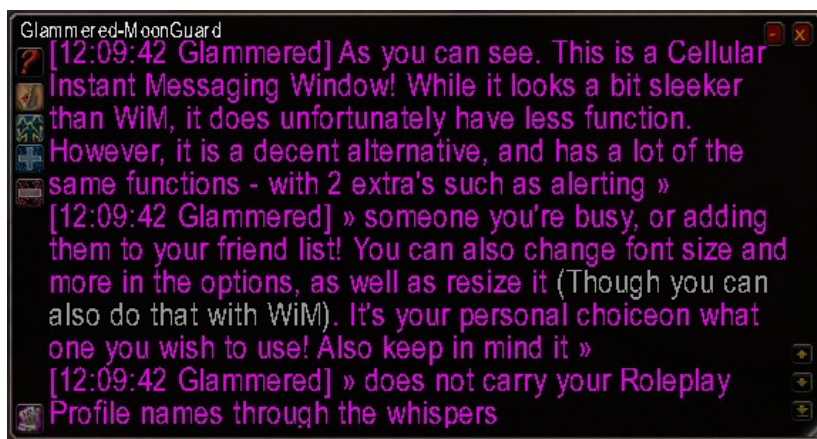 Glammered-MoonGuard
[12:09:42 Glammered] As you can see. This is a Cellular
Instant Messaging Window! While it looks a bit sleeker
than WiM, it does unfortunately have less function.
However, it is a decent alternative, and has a lot of the
same functions - with 2 extra's such as alerting »
[12:09:42 Glammered] » someone you're busy, or adding
them to your friend list! You can also change font size and
more in the options, as well as resize it (Though you can
also do that with WiM). It's your personal choiceon what
one you wish to use! Also keep in mind it »
[12:09:42 Glammered] » does not carry your Roleplay
Profile names through the whispers